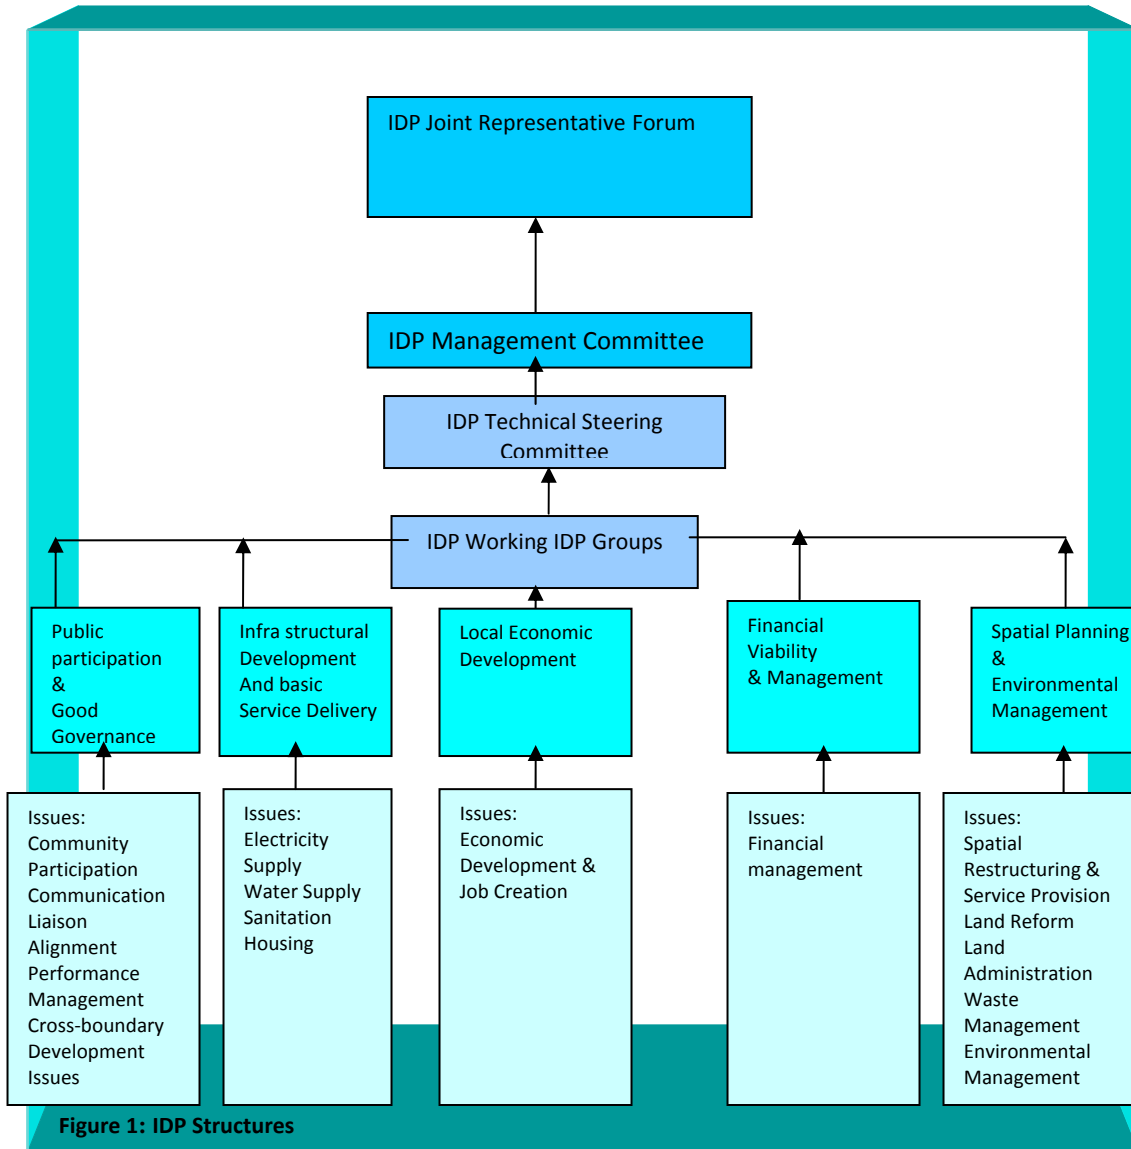 IDP Joint Representative Forum
IDP Management Committee
IDP Technical Steering
Committee
IDP Working IDP Groups
Public
participation
&
Good
Governance
Infra structural
Development
And basic
Service Delivery
Local Economic
Development
Financial
Viability
& Management
Spatial Planning
&
Environmental
Management
Issues:
Community
Participation
Communication
Liaison
Alignment
Performance
Management
Cross-boundary
Development
Issues
Issues:
Electricity
Supply
Water Supply
Sanitation
Housing
Issues:
Economic
Development &
Job Creation
Issues:
Financial
management
Issues:
Spatial
Restructuring &
Service Provision
Land Reform
Land
Administration
Waste
Management
Environmental
Management
Figure 1: IDP Structures